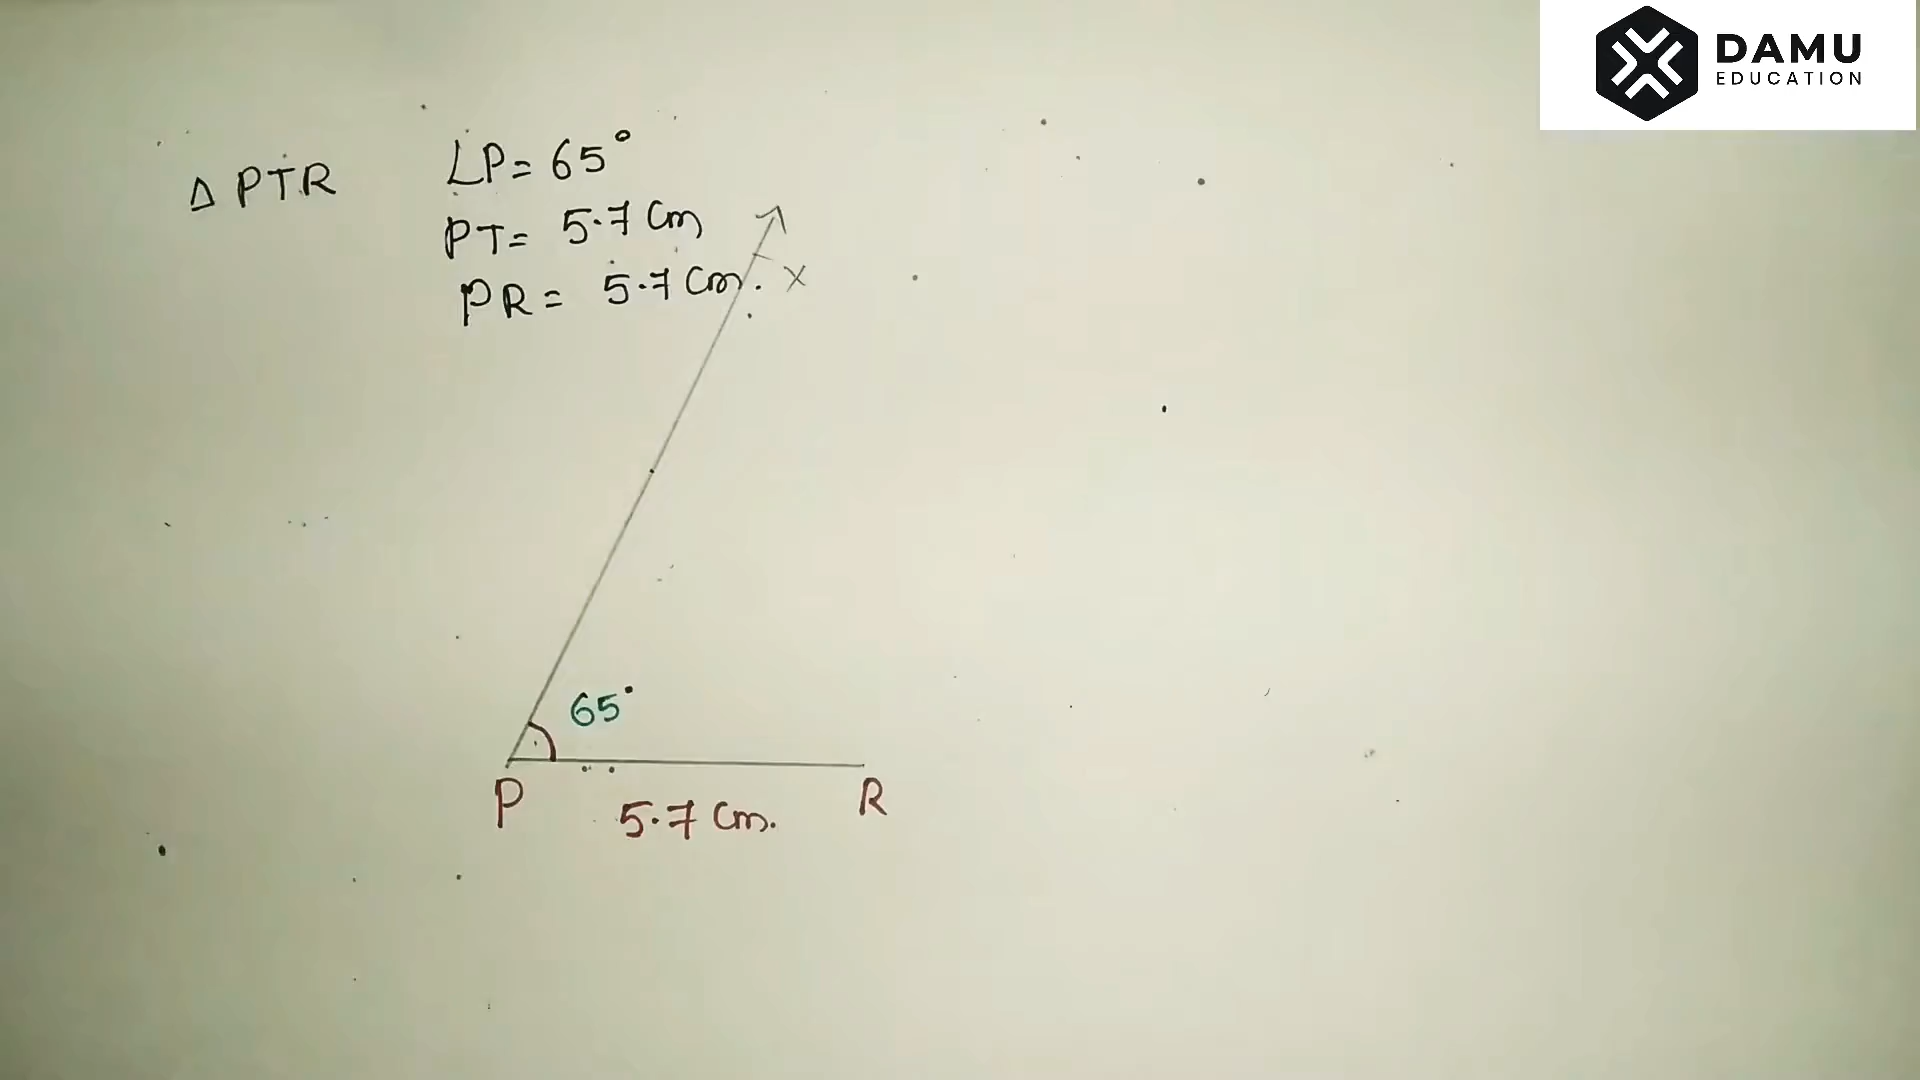 DAMU
EDUCATION
Δ PTR
∠P= 65°
PT= 5.7 Cm
PR= 5.7 Cm.
X
65°
P
R
5.7 Cm.